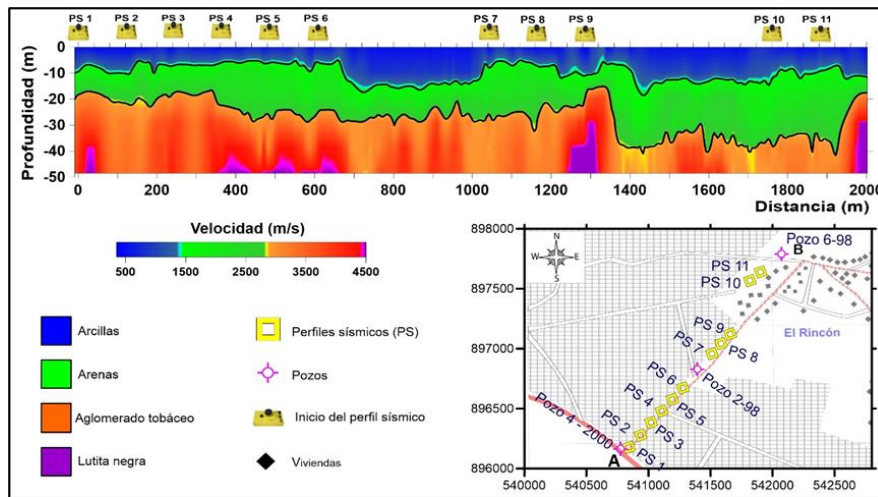 PS 1 PS 2 PS 3 PS 4 PS 5 PS 6 PS 7 PS 8 PS 9 PS 10 PS 11
Profundidad (m)
0
-10
-20
-30
-40
-50
0 200 400 600 800 1000 1200 1400 1600 1800 2000
Distancia (m)
Velocidad (m/s)
500 1500 2500 3500 4500
Arcillas
Arenas
Aglomerado tobáceo
Lutita negra
Perfiles sísmicos (PS)
Pozos
Inicio del perfil sísmico
Viviendas
898000
897500
897000
896500
896000
N
W E
S
Pozo 6-98
B
PS 11
PS 10
El Rincón
PS 9
PS 7
PS 8
PS 6
Pozo 2-98
PS 4
PS 5
PS 2
PS 3
Pozo 4 - 2000
PS 1
A
540000 540500 541000 541500 542000 542500